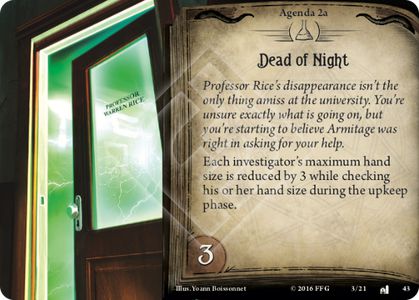 Agenda 2a
Dead of Night
PROFESSOR
WARREN RICE
Professor Rice's disappearance isn't the
only thing amiss at the university. You're
unsure exactly what is going on, but
you're starting to believe Armitage was
right in asking for your help.
Each investigator's maximum hand
size is reduced by 3 while checking
his or her hand size during the upkeep
phase.
3
Illus. Yoann Boissonnet © 2016 FFG 3/21 43